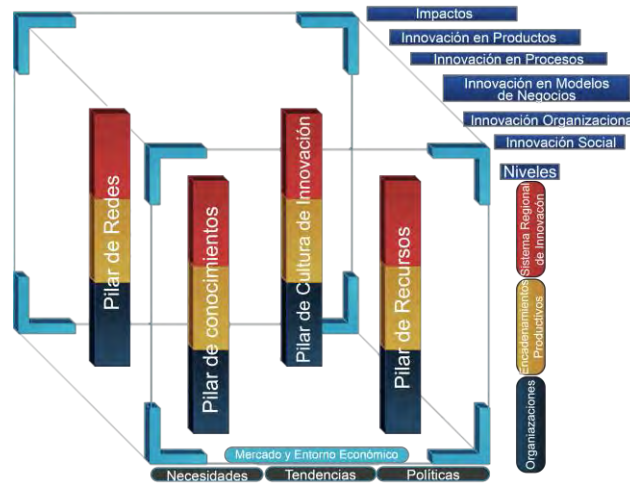 Impactos
Innovación en Productos
Innovación en Procesos
Innovación en Modelos
de Negocios
Innovación Organizaciona
Innovación Social
Niveles
Pilar de Redes
Pilar de conocimientos
Pilar de Cultura de Innovación
Pilar de Recursos
Sistema Regional
de Innovacón
Encadenamientos
Productivos
Organiazaciones
Mercado y Entorno Económico
Necesidades
Tendencias
Políticas